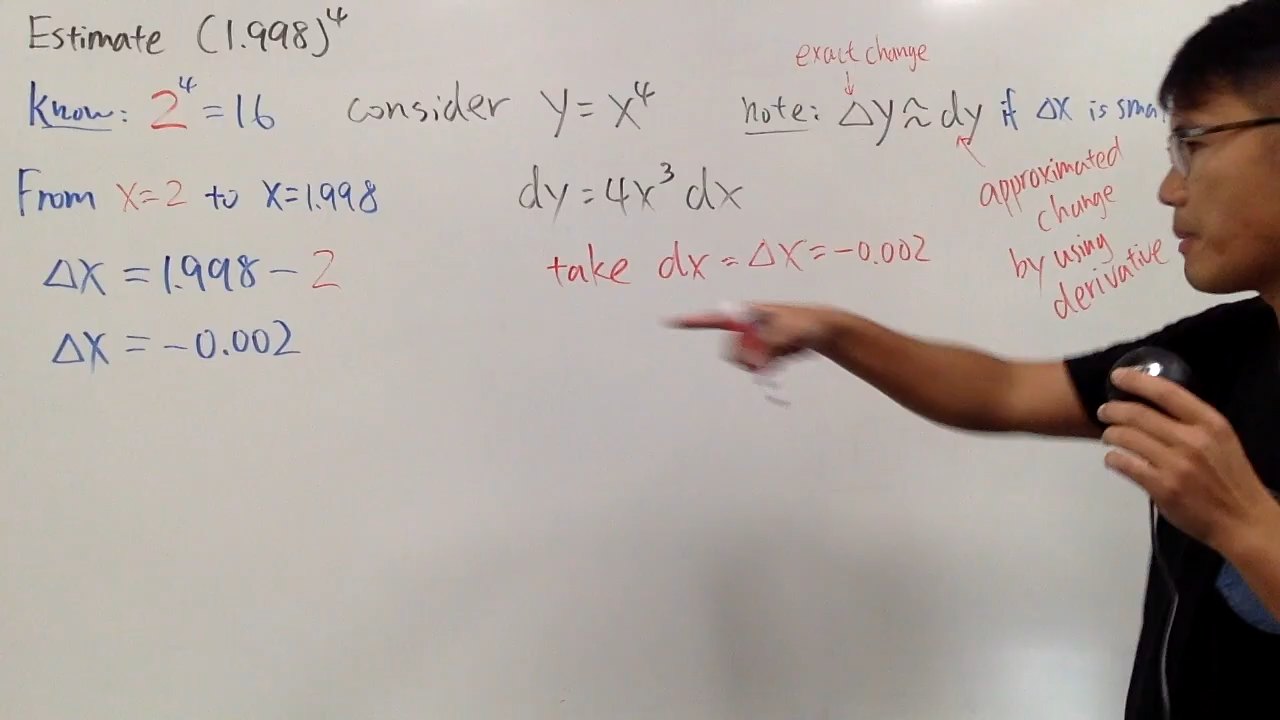 Estimate (1.998)⁴
exact change
↓
Know: 2⁴ = 16
consider y = x⁴
note: Δy ≈ dy if Δx is
From x=2 to x=1.998
dy = 4x³ dx
approximated
change
by using
derivative
Δx = 1.998 - 2
take dx = Δx = -0.002
Δx = -0.002